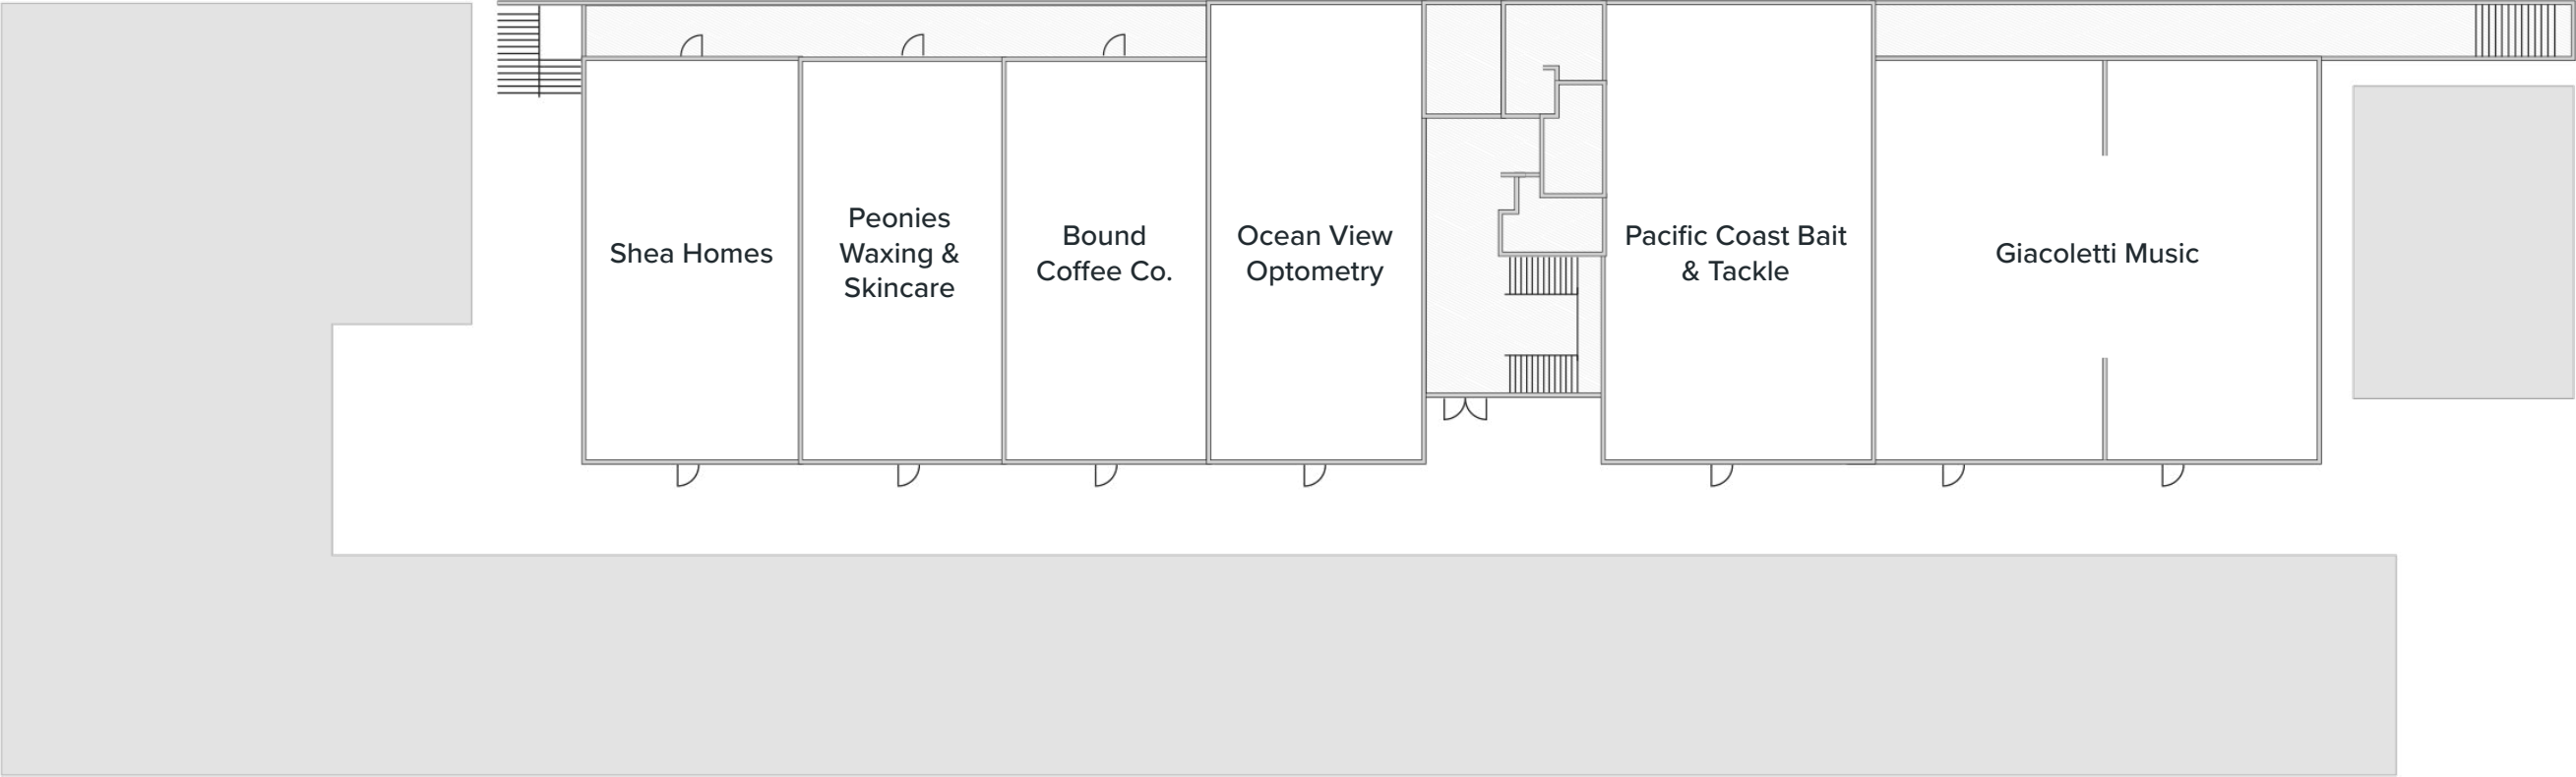 Shea Homes
Peonies
Waxing &
Skincare
Bound
Coffee Co.
Ocean View
Optometry
Pacific Coast Bait
& Tackle
Giacoletti Music